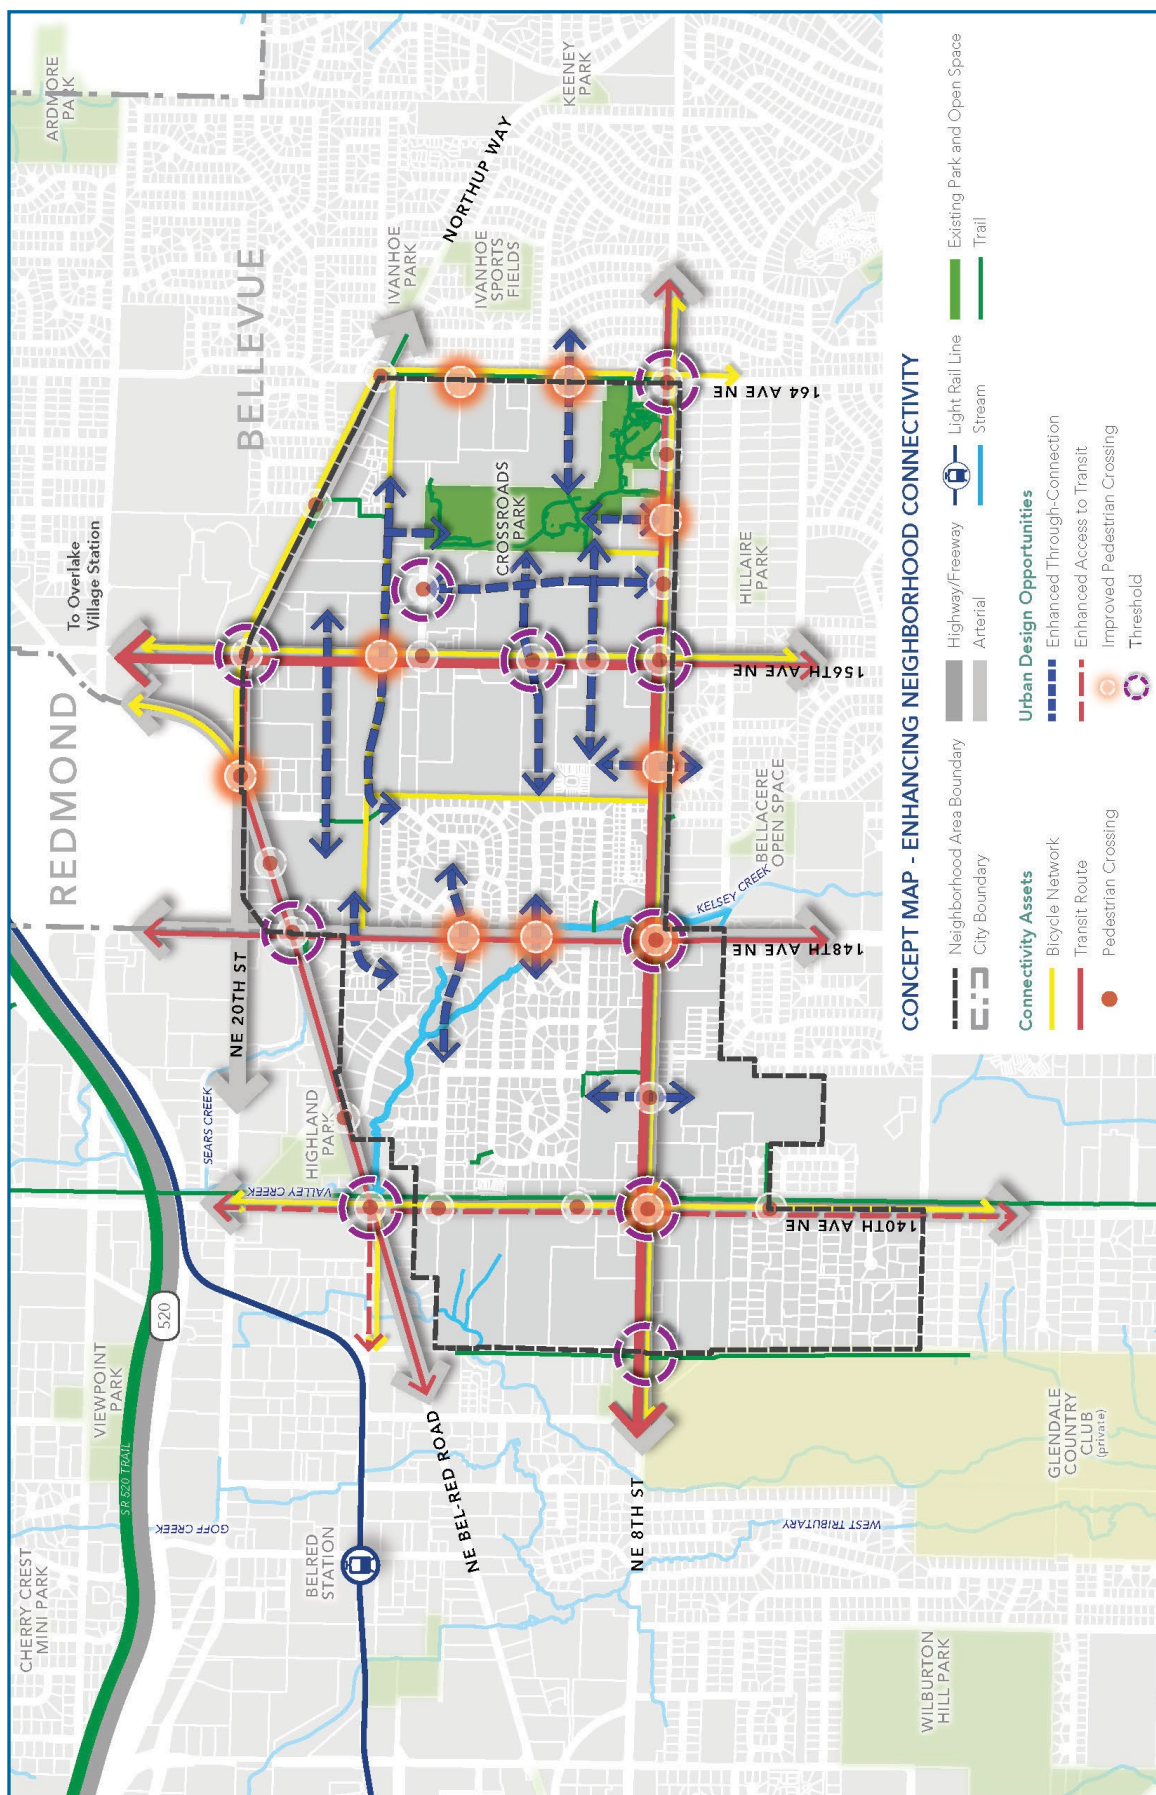 CHERRY CREST
MINI PARK
GOFF CREEK
SR 520 TRAIL
VIEWPOINT
PARK
520
SEARS CREEK
NE 20TH ST
REDMOND
To Overlake
Village Station
BELLEVUE
ARDMORE
PARK
BELRED
STATION
VALLEY CREEK
HIGHLAND
PARK
NE BEL-RED ROAD
IVANHOE
PARK
NORTHUP WAY
IVANHOE
SPORTS
FIELDS
KEENEY
PARK
CROSSROADS
PARK
NE 8TH ST
WEST TRIBUTARY
140TH AVE NE
KELSEY CREEK
148TH AVE NE
BELLACERE
OPEN SPACE
156TH AVE NE
HILLAIRE
PARK
164 AVE NE
WILBURTON
HILL PARK
GLENDALE
COUNTRY
CLUB
(private)
CONCEPT MAP - ENHANCING NEIGHBORHOOD CONNECTIVITY
Neighborhood Area Boundary
City Boundary
Highway/Freeway
Arterial
Light Rail Line
Stream
Existing Park and Open Space
Trail
Connectivity Assets
Bicycle Network
Transit Route
Pedestrian Crossing
Urban Design Opportunities
Enhanced Through-Connection
Enhanced Access to Transit
Improved Pedestrian Crossing
Threshold